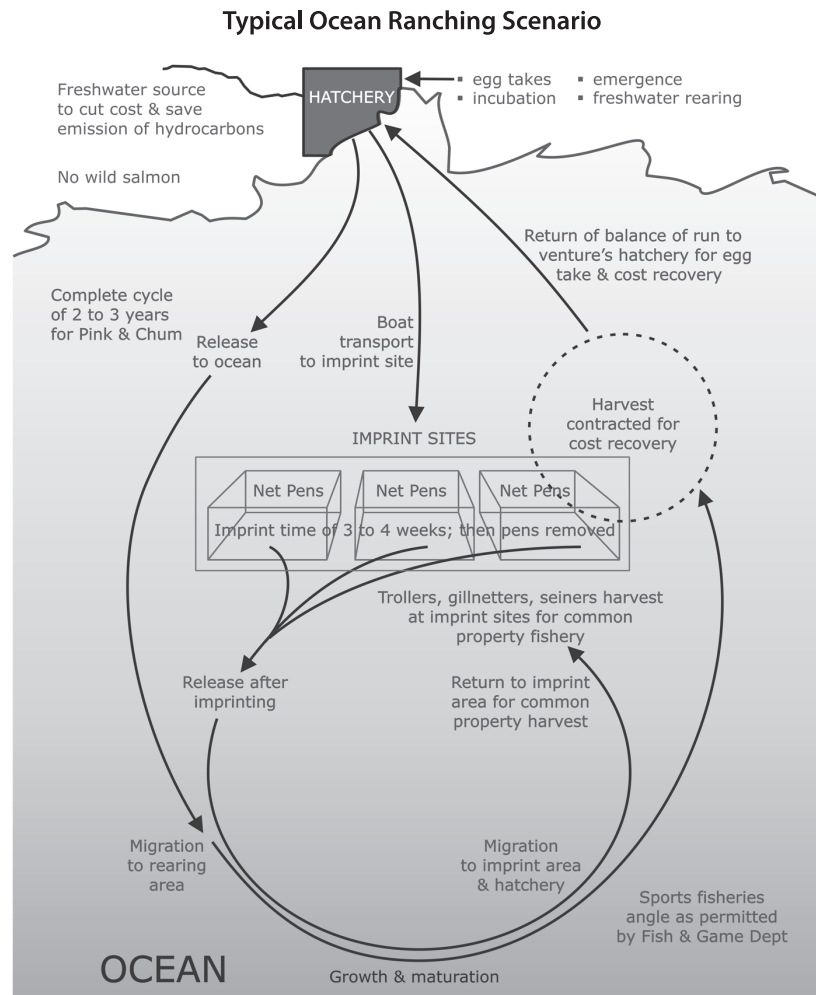 Typical Ocean Ranching Scenario
Freshwater source
to cut cost & save
emission of hydrocarbons
HATCHERY
▪ egg takes ▪ emergence
▪ incubation ▪ freshwater rearing
No wild salmon
Return of balance of run to
venture's hatchery for egg
take & cost recovery
Complete cycle
of 2 to 3 years
for Pink & Chum
Release
to ocean
Boat
transport
to imprint site
Harvest
contracted for
cost recovery
IMPRINT SITES
Net Pens Net Pens Net Pens
Imprint time of 3 to 4 weeks; then pens removed
Trollers, gillnetters, seiners harvest
at imprint sites for common
property fishery
Release after
imprinting
Return to imprint
area for common
property harvest
Migration
to rearing
area
Migration
to imprint area
& hatchery
Sports fisheries
angle as permitted
by Fish & Game Dept
OCEAN
Growth & maturation